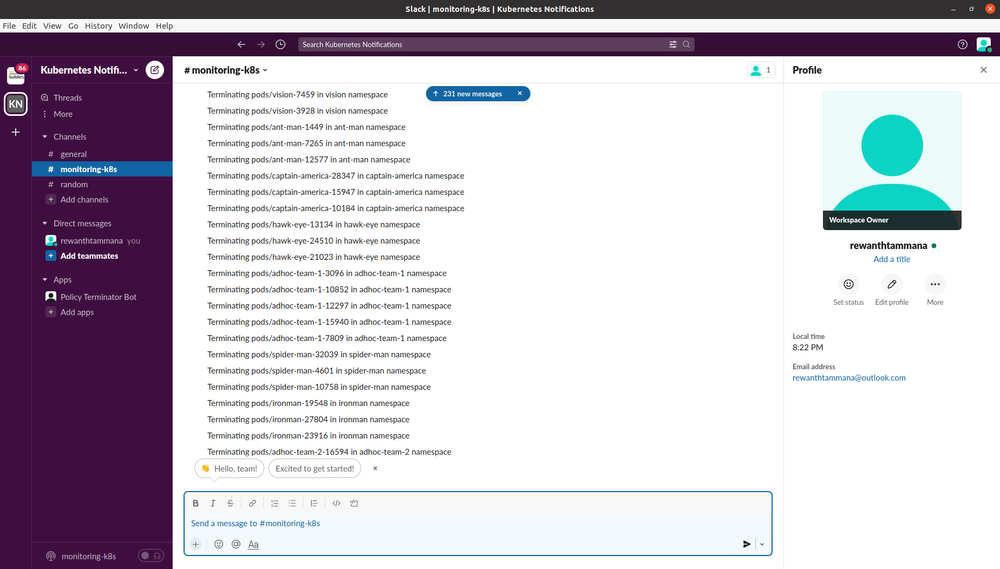 Slack | monitoring-k8s | Kubernetes Notifications
File Edit View Go History Window Help
Search Kubernetes Notifications
86
builders
KN
Kubernetes Notifi...
Threads
More
Channels
# general
# monitoring-k8s
# random
+ Add channels
Direct messages
rewanthtammana you
+ Add teammates
Apps
Policy Terminator Bot
+ Add apps
monitoring-k8s
# monitoring-k8s
1
231 new messages
Terminating pods/vision-7459 in vision namespace
Terminating pods/vision-3928 in vision namespace
Terminating pods/ant-man-1449 in ant-man namespace
Terminating pods/ant-man-7265 in ant-man namespace
Terminating pods/ant-man-12577 in ant-man namespace
Terminating pods/captain-america-28347 in captain-america namespace
Terminating pods/captain-america-15947 in captain-america namespace
Terminating pods/captain-america-10184 in captain-america namespace
Terminating pods/hawk-eye-13134 in hawk-eye namespace
Terminating pods/hawk-eye-24510 in hawk-eye namespace
Terminating pods/hawk-eye-21023 in hawk-eye namespace
Terminating pods/adhoc-team-1-3096 in adhoc-team-1 namespace
Terminating pods/adhoc-team-1-10852 in adhoc-team-1 namespace
Terminating pods/adhoc-team-1-12297 in adhoc-team-1 namespace
Terminating pods/adhoc-team-1-15940 in adhoc-team-1 namespace
Terminating pods/adhoc-team-1-7809 in adhoc-team-1 namespace
Terminating pods/spider-man-32039 in spider-man namespace
Terminating pods/spider-man-4601 in spider-man namespace
Terminating pods/spider-man-10758 in spider-man namespace
Terminating pods/ironman-19548 in ironman namespace
Terminating pods/ironman-27804 in ironman namespace
Terminating pods/ironman-23916 in ironman namespace
Terminating pods/adhoc-team-2-16594 in adhoc-team-2 namespace
👋 Hello, team! Excited to get started!
B I S
Send a message to #monitoring-k8s
Aa
Profile
Workspace Owner
rewanthtammana
Add a title
Set status Edit profile More
Local time
8:22 PM
Email address
rewanthtammana@outlook.com